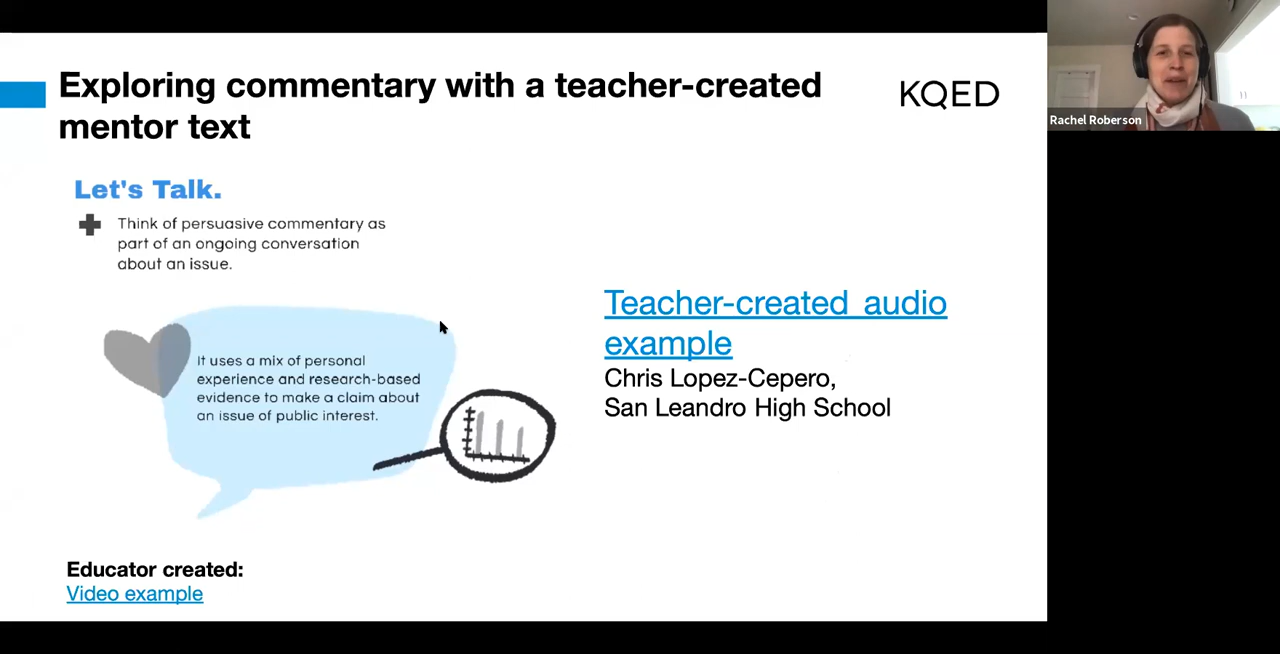 Exploring commentary with a teacher-created
mentor text
KQED
Rachel Roberson
Let's Talk.
Think of persuasive commentary as
part of an ongoing conversation
about an issue.
It uses a mix of personal
experience and research-based
evidence to make a claim about
an issue of public interest.
Teacher-created audio
example
Chris Lopez-Cepero,
San Leandro High School
Educator created:
Video example